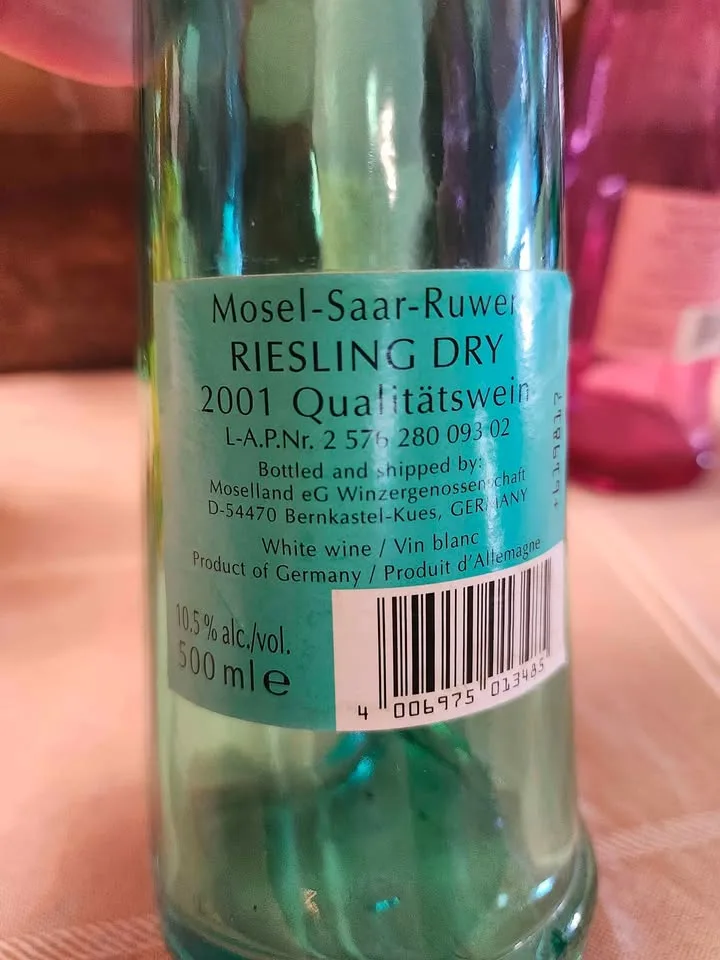 Mosel-Saar-Ruwer
RIESLING DRY
2001 Qualitätswein
L-A.P.Nr. 2 576 280 093 02
Bottled and shipped by:
Moselland eG Winzergenossenschaft
D-54470 Bernkastel-Kues, GERMANY
White wine / Vin blanc
Product of Germany / Produit d'Allemagne
10.5% alc./vol.
500 ml e
4 006975 013485